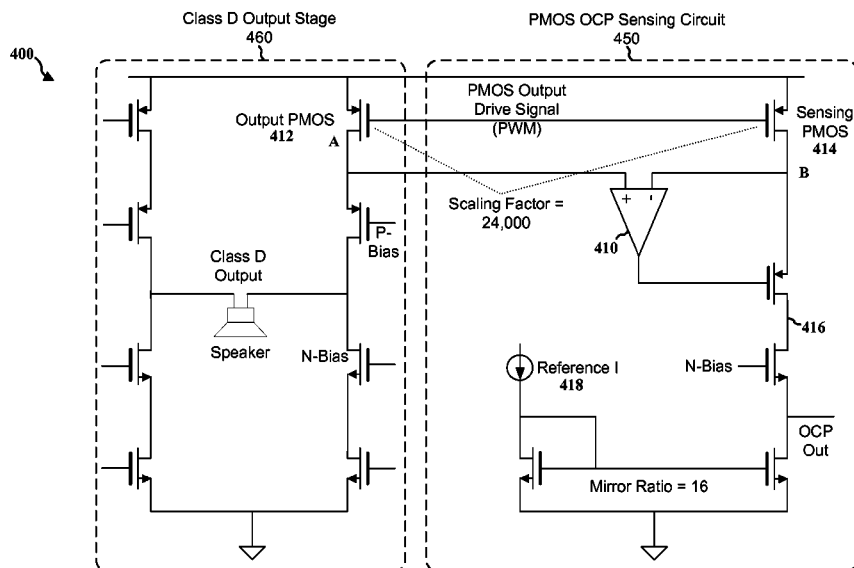 Class D Output Stage
460
PMOS OCP Sensing Circuit
450
400
PMOS Output
Drive Signal
(PWM)
Output PMOS
412
A
Sensing
PMOS
414
B
Scaling Factor =
24,000
+
-
410
P-
Bias
Class D
Output
Speaker
N-Bias
416
Reference I
418
N-Bias
OCP
Out
Mirror Ratio = 16